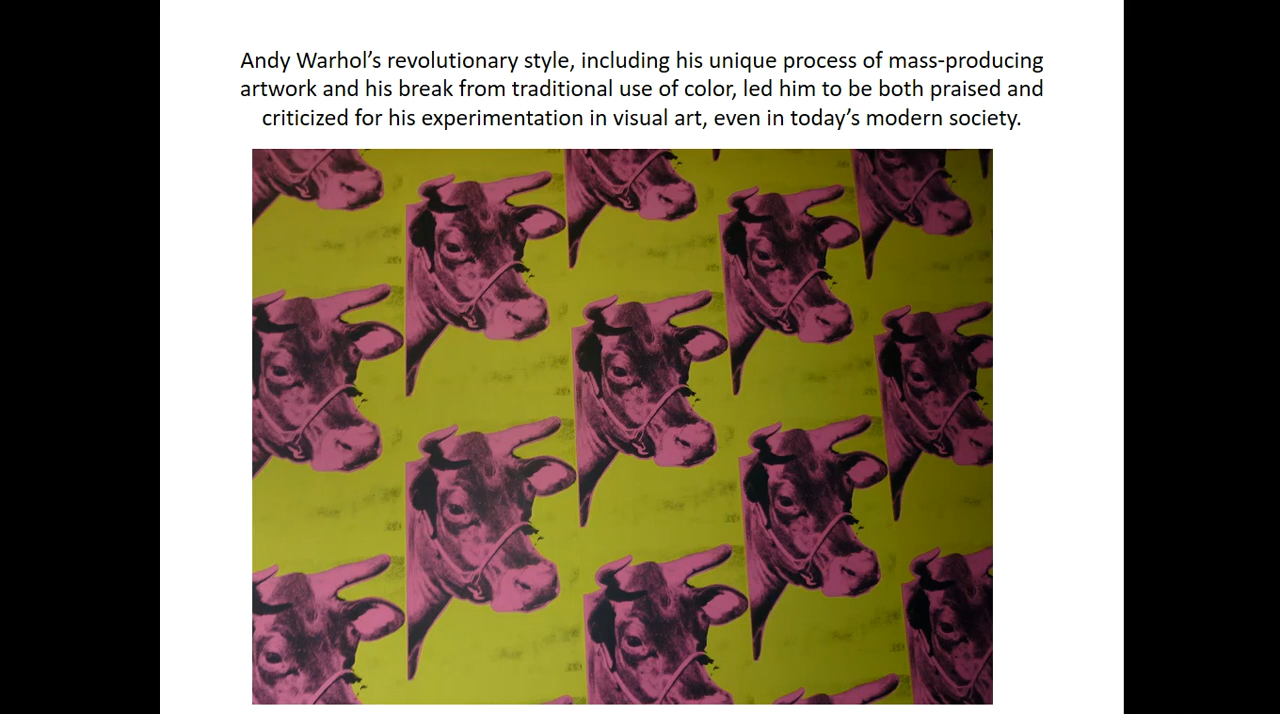 Andy Warhol’s revolutionary style, including his unique process of mass-producing
artwork and his break from traditional use of color, led him to be both praised and
criticized for his experimentation in visual art, even in today’s modern society.